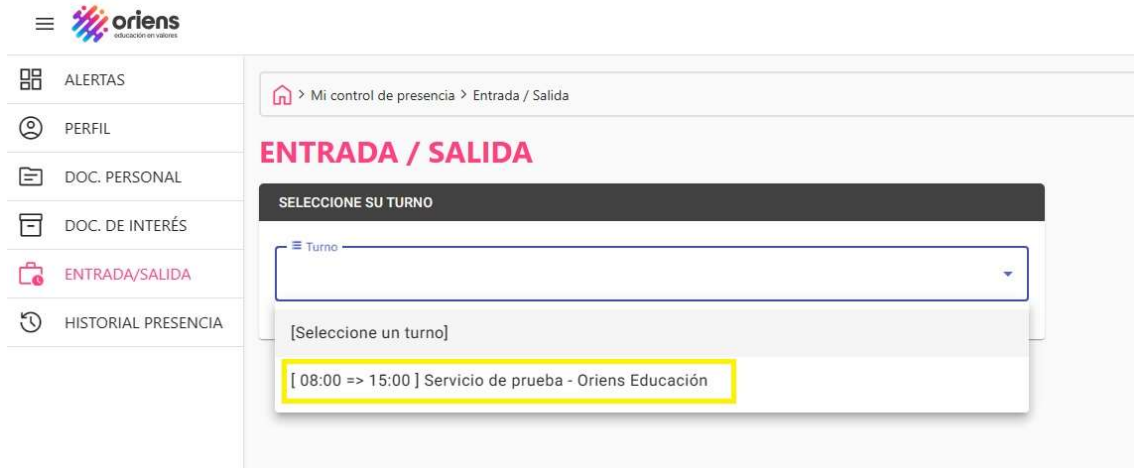 oriens
educación en valores
ALERTAS
PERFIL
DOC. PERSONAL
DOC. DE INTERÉS
ENTRADA/SALIDA
HISTORIAL PRESENCIA
> Mi control de presencia > Entrada / Salida
ENTRADA / SALIDA
SELECCIONE SU TURNO
Turno
[Seleccione un turno]
[ 08:00 => 15:00 ] Servicio de prueba - Oriens Educación